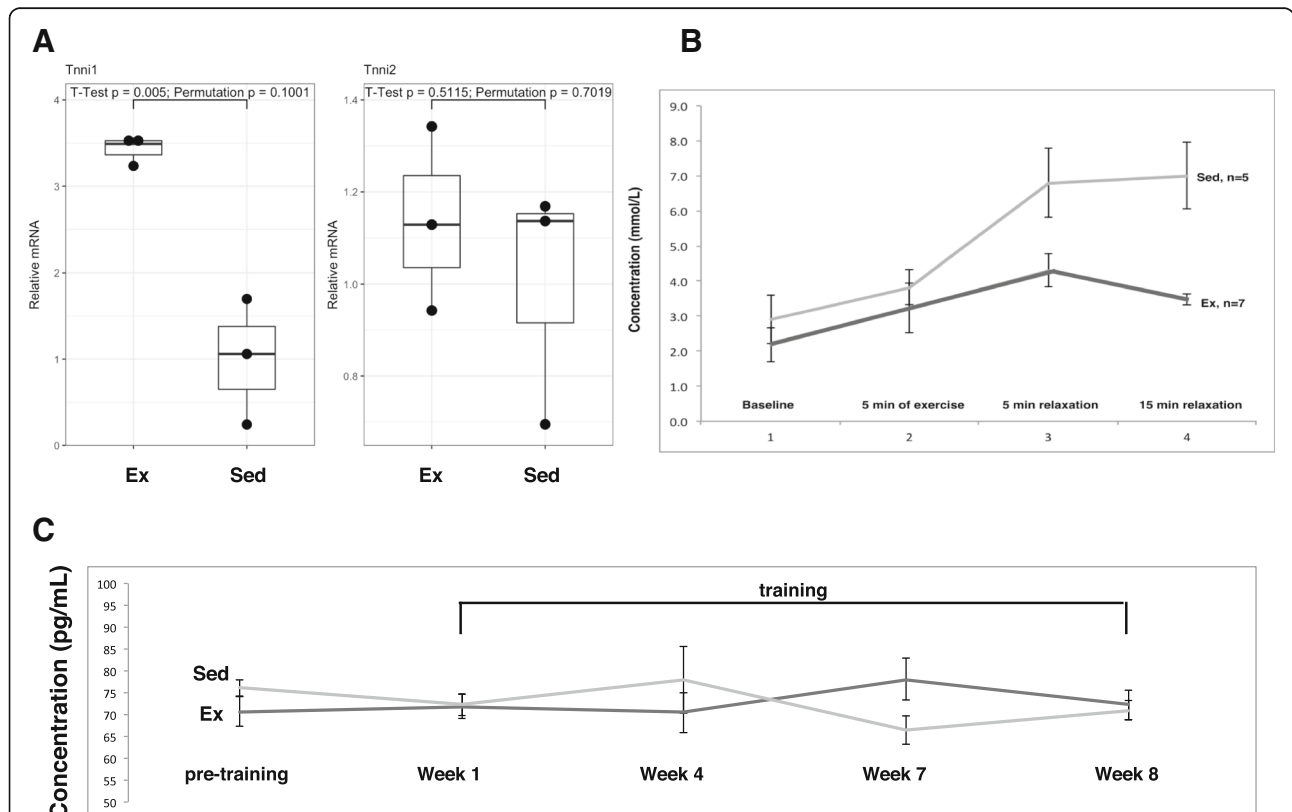 A
B
Tnni1
Tnni2
T-Test p = 0.005; Permutation p = 0.1001
T-Test p = 0.5115; Permutation p = 0.7019
Relative mRNA
4
3
2
1
0
Ex
Sed
Relative mRNA
1.4
1.2
1.0
0.8
Ex
Sed
Concentration (mmol/L)
9.0
8.0
7.0
6.0
5.0
4.0
3.0
2.0
1.0
0.0
Sed, n=5
Ex, n=7
Baseline
5 min of exercise
5 min relaxation
15 min relaxation
1
2
3
4
C
Concentration (pg/mL)
100
95
90
85
80
75
70
65
60
55
50
training
Sed
Ex
pre-training
Week 1
Week 4
Week 7
Week 8